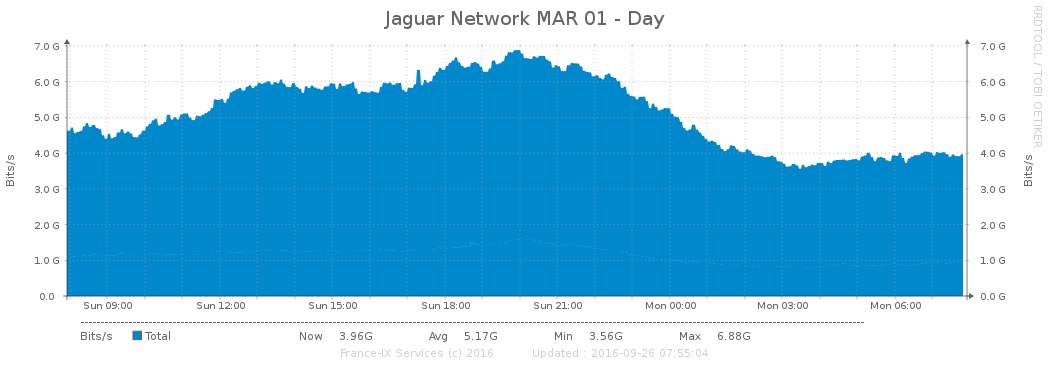 Jaguar Network MAR 01 - Day
RRDTOOL / TOBI OETIKER
Bits/s
7.0 G
6.0 G
5.0 G
4.0 G
3.0 G
2.0 G
1.0 G
0.0
7.0 G
6.0 G
5.0 G
4.0 G
3.0 G
2.0 G
1.0 G
0.0 G
Bits/s
Sun 09:00 Sun 12:00 Sun 15:00 Sun 18:00 Sun 21:00 Mon 00:00 Mon 03:00 Mon 06:00
Bits/s Total Now 3.96G Avg 5.17G Min 3.56G Max 6.88G
France-IX Services (c) 2016 Updated : 2016-09-26 07:55:04